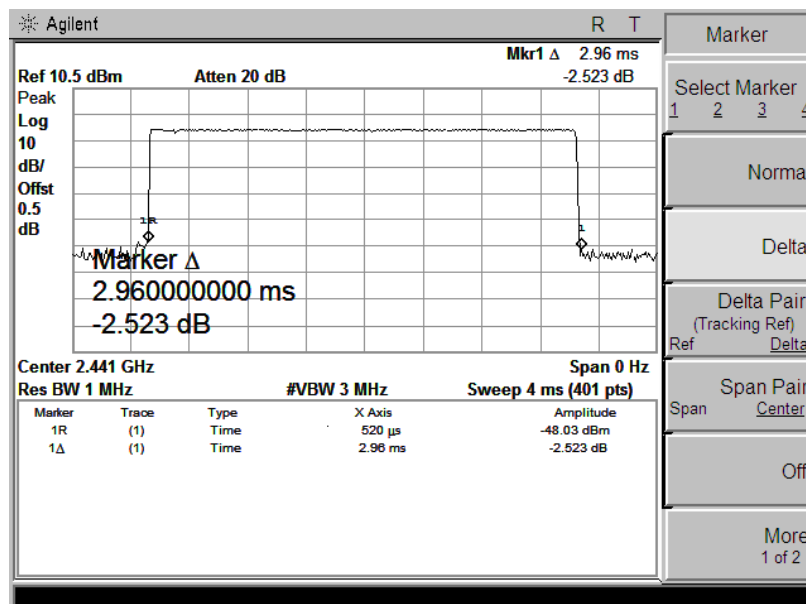 Agilent R T
Mkr1 Δ 2.96 ms
Ref 10.5 dBm Atten 20 dB -2.523 dB
Peak
Log
10
dB/
Offst
0.5
dB
1R
1
Marker Δ
2.960000000 ms
-2.523 dB
Center 2.441 GHz Span 0 Hz
Res BW 1 MHz #VBW 3 MHz Sweep 4 ms (401 pts)
Marker Trace Type X Axis Amplitude
1R (1) Time 520 µs -48.03 dBm
1Δ (1) Time 2.96 ms -2.523 dB
Marker
Select Marker
1 2 3 4
Norma
Delta
Delta Pair
(Tracking Ref)
Ref Delta
Span Pair
Span Center
Off
More
1 of 2